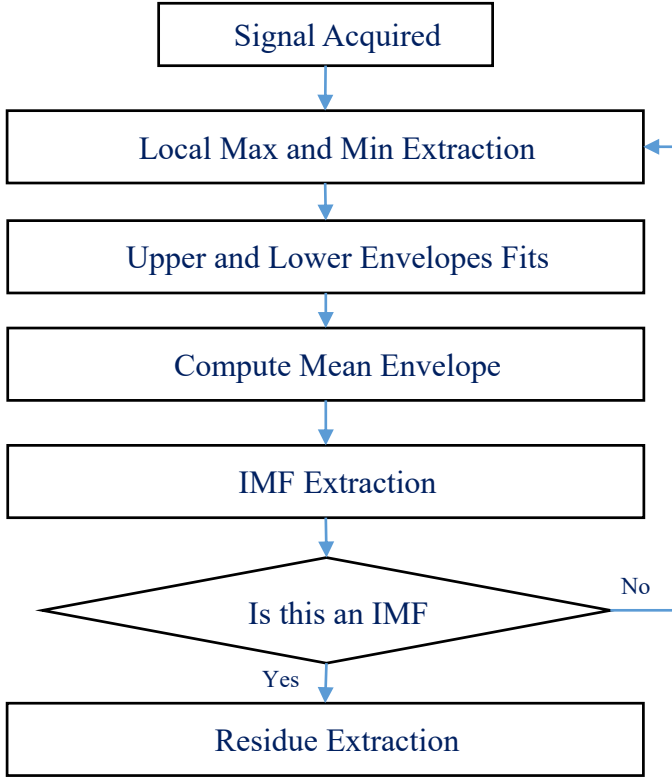 Signal Acquired
Local Max and Min Extraction
Upper and Lower Envelopes Fits
Compute Mean Envelope
IMF Extraction
Is this an IMF
No
Yes
Residue Extraction